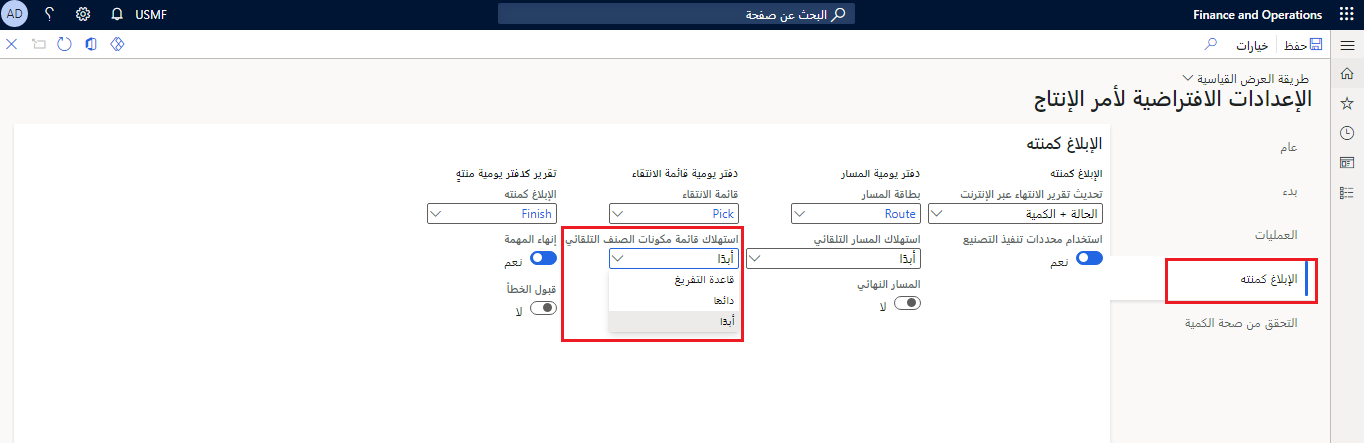 Finance and Operations
البحث عن صفحة
USMF
؟
AD
حفظ
خيارات
طريقة العرض القياسية
الإعدادات الافتراضية لأمر الإنتاج
عام
بدء
العمليات
الإبلاغ كمنته
التحقق من صحة الكمية
الإبلاغ كمنته
الإبلاغ كمنته
تحديث تقرير الانتهاء عبر الإنترنت
الحالة + الكمية
استخدام محددات تنفيذ التصنيع
نعم
دفتر يومية المسار
بطاقة المسار
Route
استهلاك المسار التلقائي
أبدًا
المسار النهائي
لا
دفتر يومية قائمة الانتقاء
قائمة الانتقاء
Pick
استهلاك قائمة مكونات الصنف التلقائي
أبدًا
قاعدة التفريغ
دائمًا
أبدًا
تقرير كدفتر يومية منتهٍ
الإبلاغ كمنته
Finish
إنهاء المهمة
نعم
قبول الخطأ
لا